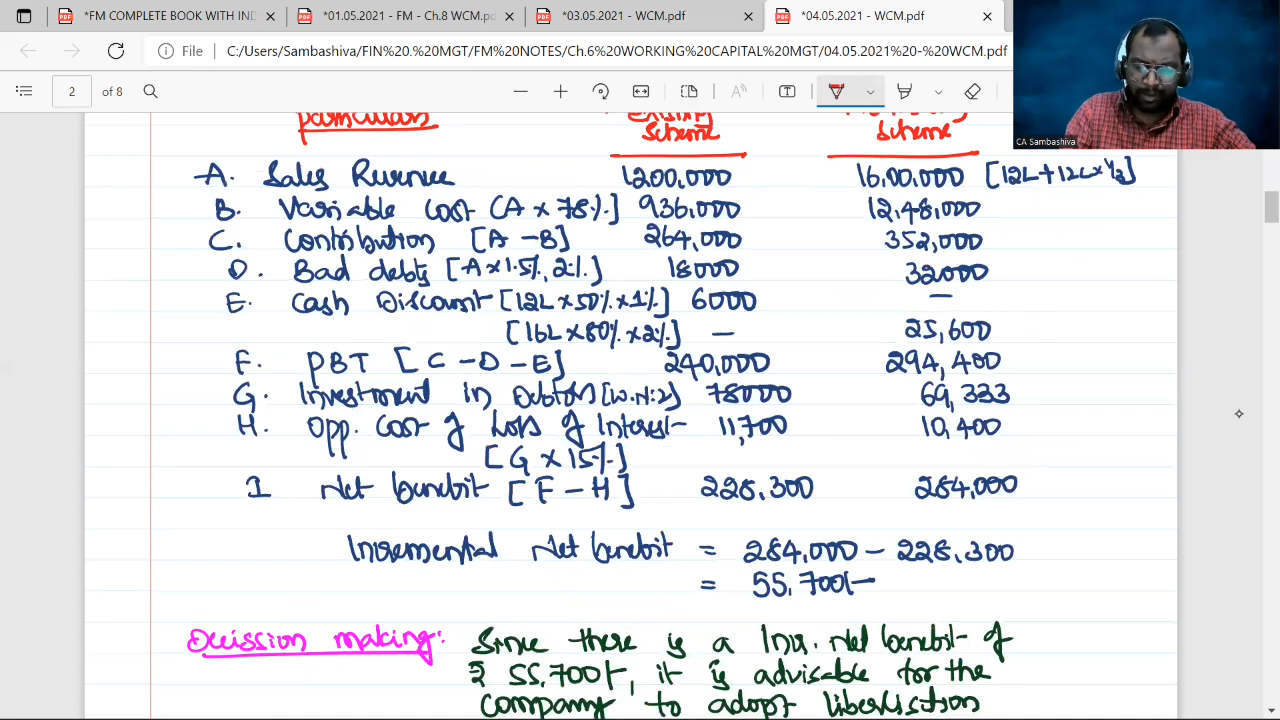 *FM COMPLETE BOOK WITH IND
*01.05.2021 - FM - Ch.8 WCM.pdf
*03.05.2021 - WCM.pdf
*04.05.2021 - WCM.pdf
File C:/Users/Sambashiva/FIN%20.%20MGT/FM%20NOTES/Ch.6%20WORKING%20CAPITAL%20MGT/04.05.2021%20-%20WCM.pdf
2 of 8
CA Sambashiva
particulars Existing
scheme scheme
A. Sales Revenue 1200,000 16,00,000 [12L+12L×1/3]
B. Variable cost (A × 78%] 936,000 12,48,000
C. Contribution [A - B] 264,000 352,000
D. Bad debts [A×1.5%, 2%] 18000 32000
E. Cash Discount [12L×50%×1%] 6000 —
[16L×80%×2%] — 25,600
F. PBT [C - D - E] 240,000 294,400
G. Investment in Debtors [W.N:2] 78000 69,333
H. Opp. Cost of Loss of Interest 11,700 10,400
[G × 15%]
I Net benebit [F - H] 228,300 284,000
Incremental Net benebit = 284,000 - 228,300
= 55,700/-
Decission making: Since there is a Incr. net benebit of
₹ 55,700/-, it is advisable for the
company to adopt liberlisation